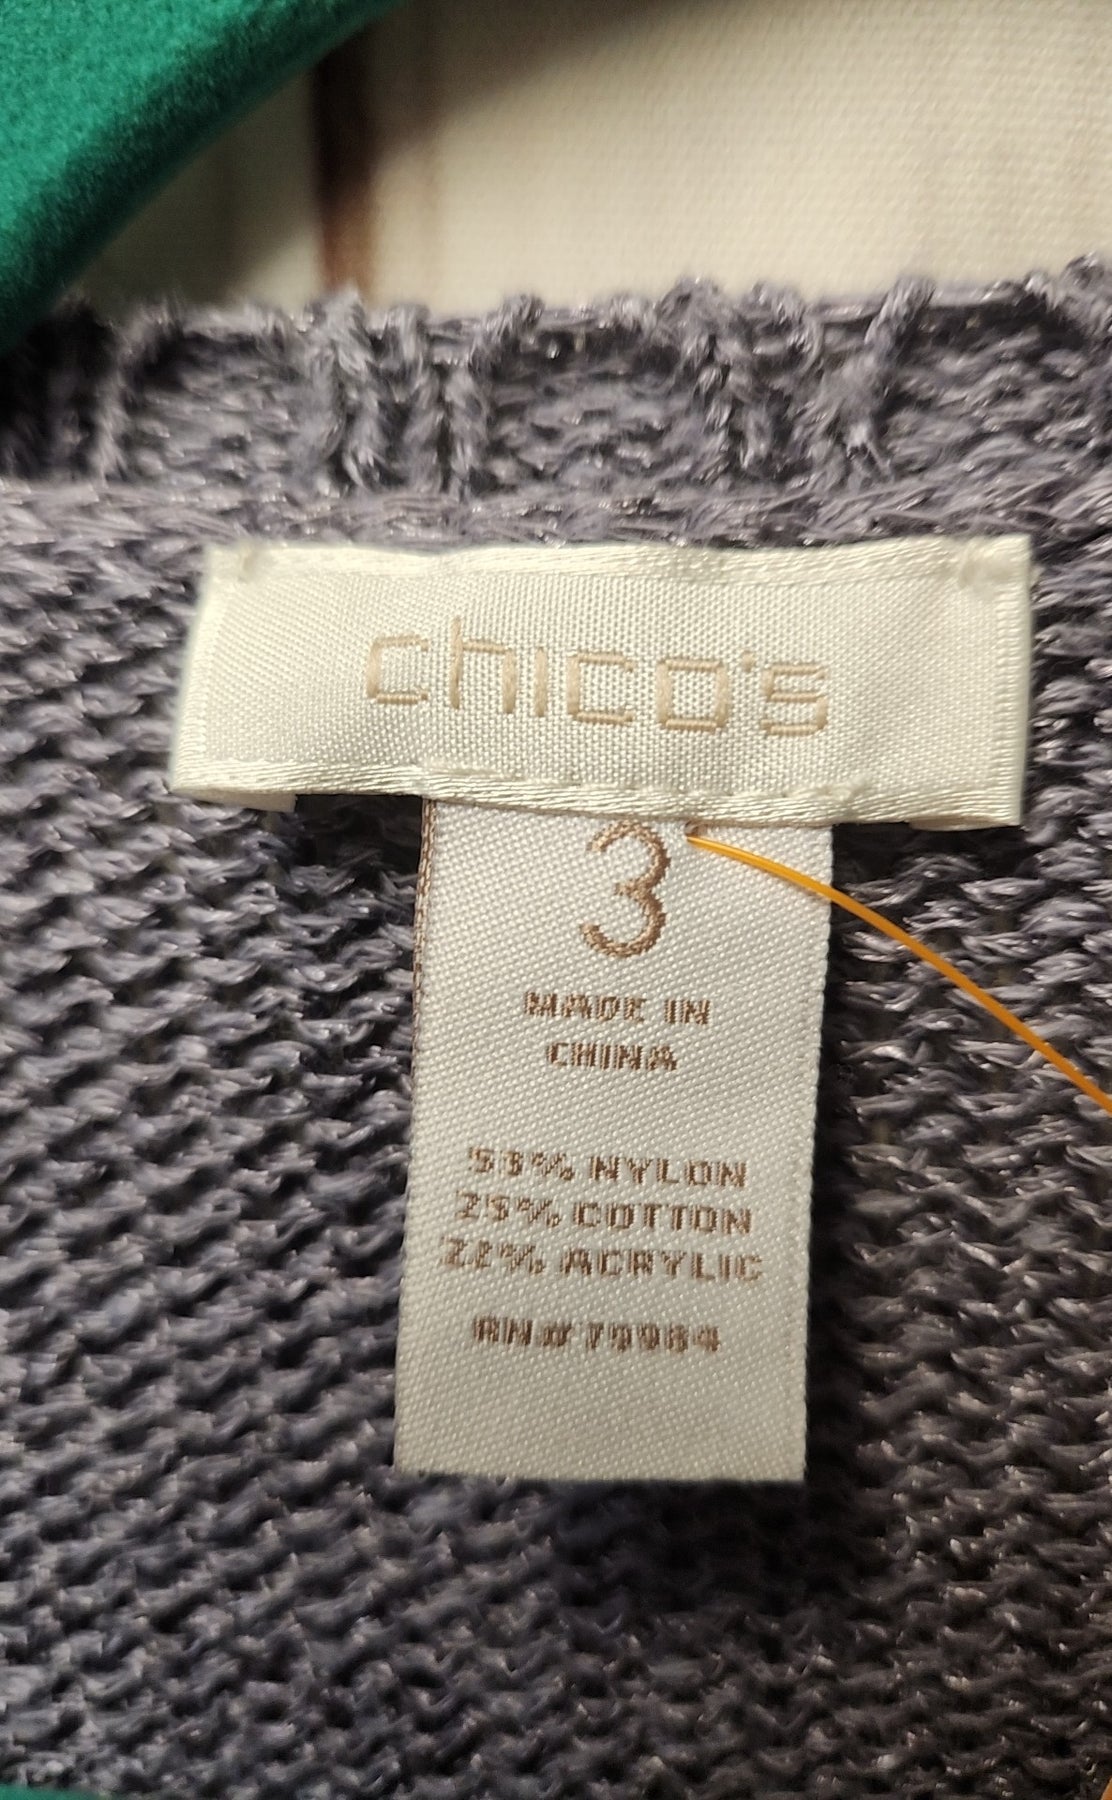 chico's
3
MADE IN
CHINA
53% NYLON
25% COTTON
22% ACRYLIC
RN# 79984